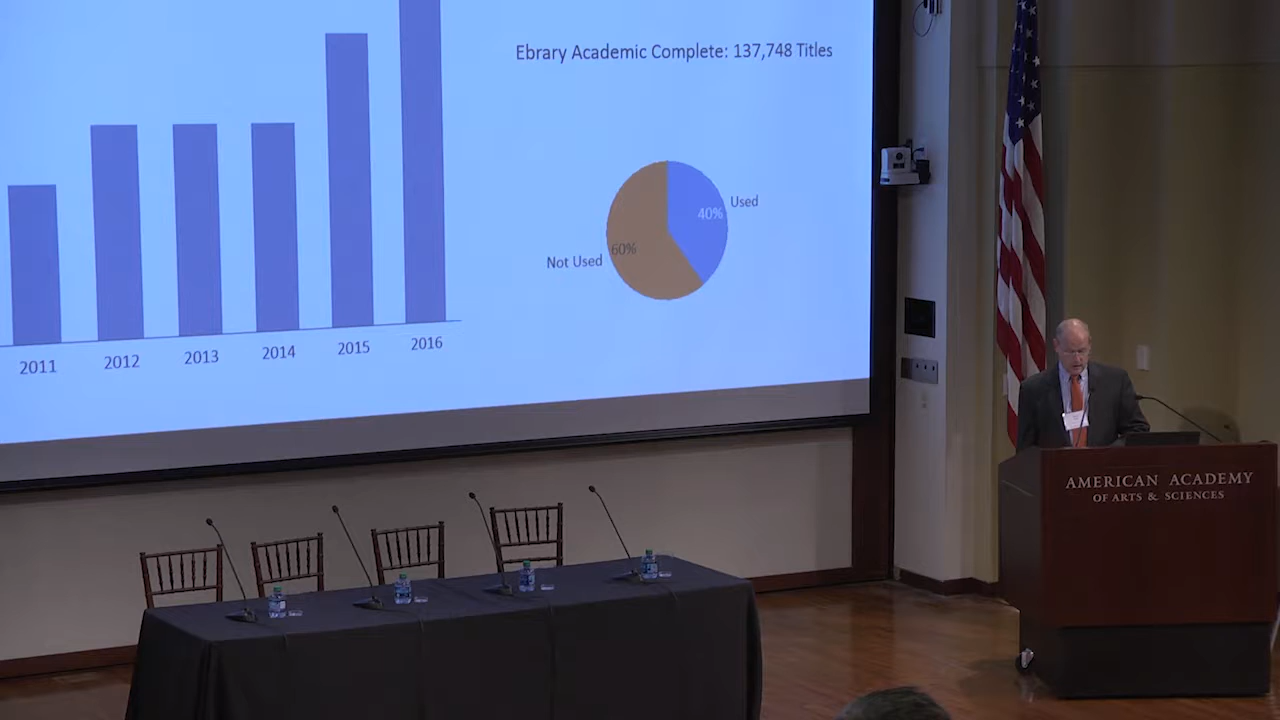 Ebrary Academic Complete: 137,748 Titles
Used
40%
60%
Not Used
2011
2012
2013
2014
2015
2016
AMERICAN ACADEMY
OF ARTS & SCIENCES